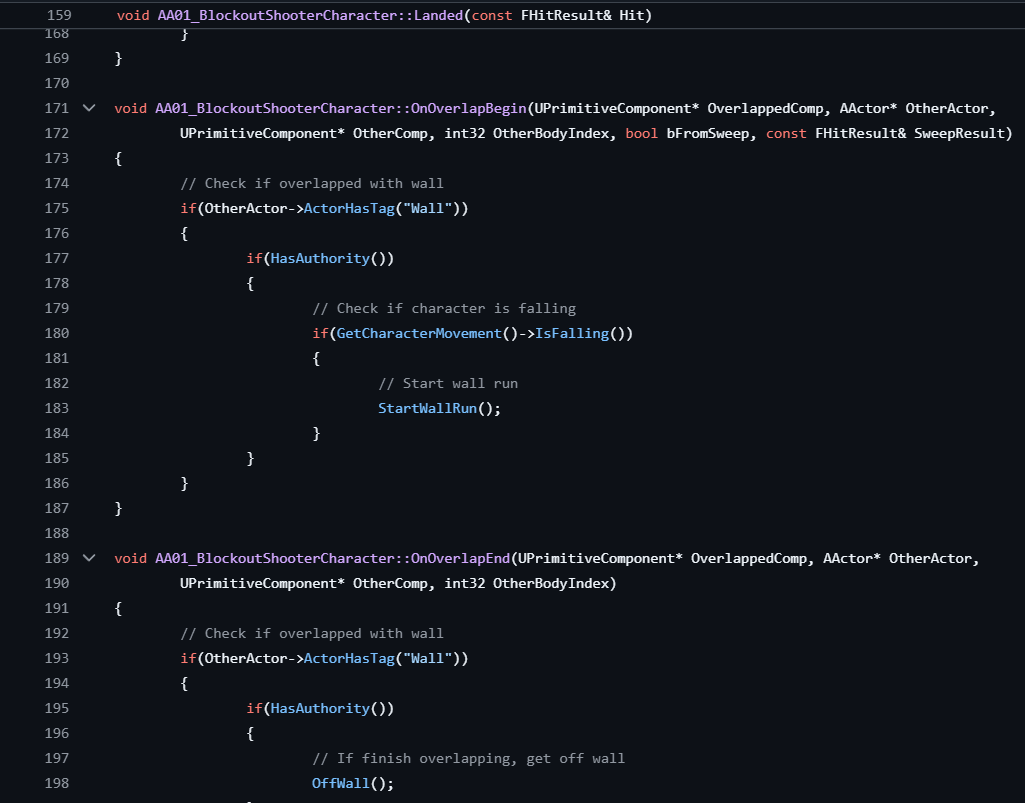 159 void AA01_BlockoutShooterCharacter::Landed(const FHitResult& Hit)
168 }
169 }
170
171 void AA01_BlockoutShooterCharacter::OnOverlapBegin(UPrimitiveComponent* OverlappedComp, AActor* OtherActor,
172 UPrimitiveComponent* OtherComp, int32 OtherBodyIndex, bool bFromSweep, const FHitResult& SweepResult)
173 {
174 // Check if overlapped with wall
175 if(OtherActor->ActorHasTag("Wall"))
176 {
177 if(HasAuthority())
178 {
179 // Check if character is falling
180 if(GetCharacterMovement()->IsFalling())
181 {
182 // Start wall run
183 StartWallRun();
184 }
185 }
186 }
187 }
188
189 void AA01_BlockoutShooterCharacter::OnOverlapEnd(UPrimitiveComponent* OverlappedComp, AActor* OtherActor,
190 UPrimitiveComponent* OtherComp, int32 OtherBodyIndex)
191 {
192 // Check if overlapped with wall
193 if(OtherActor->ActorHasTag("Wall"))
194 {
195 if(HasAuthority())
196 {
197 // If finish overlapping, get off wall
198 OffWall();